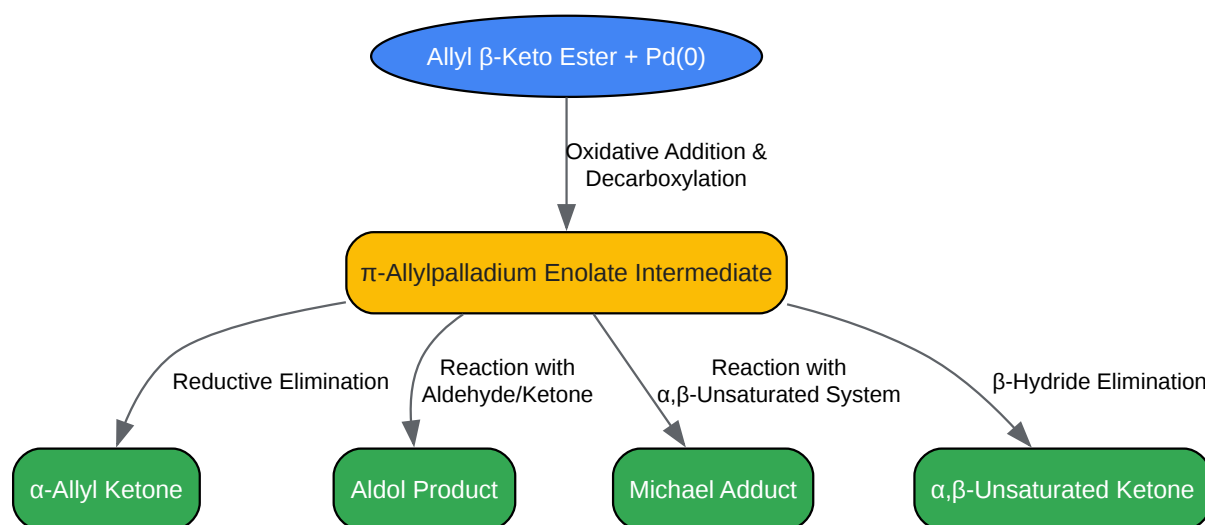 Allyl β-Keto Ester + Pd(0)
Oxidative Addition &
Decarboxylation
π-Allylpalladium Enolate Intermediate
Reductive Elimination
Reaction with
Aldehyde/Ketone
Reaction with
α,β-Unsaturated System
β-Hydride Elimination
α-Allyl Ketone
Aldol Product
Michael Adduct
α,β-Unsaturated Ketone